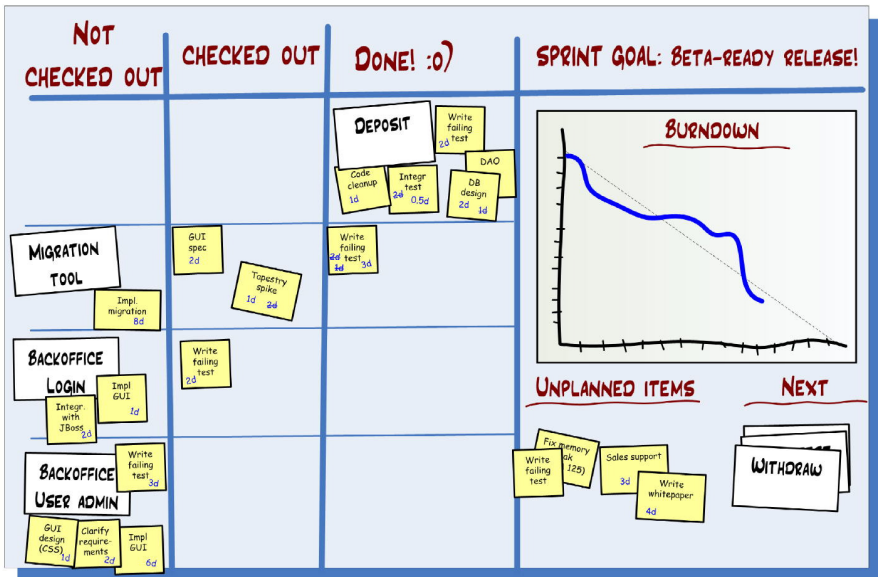 NOT
CHECKED OUT
CHECKED OUT
DONE! :o)
SPRINT GOAL: BETA-READY RELEASE!
DEPOSIT
Write
failing
test
2d
DAO
Code
cleanup
1d
Integr
test
2d
0.5d
DB
design
2d 1d
BURNDOWN
MIGRATION
TOOL
Impl.
migration
8d
GUI
spec
2d
Tapestry
spike
1d 2d
Write
failing
test
2d
1d 3d
BACKOFFICE
LOGIN
Impl
GUI
1d
Integr.
with
JBoss
2d
Write
failing
test
2d
UNPLANNED ITEMS
NEXT
Fix memory
125)
Write
failing
test
Sales support
3d
Write
whitepaper
4d
WITHDRAW
BACKOFFICE
USER ADMIN
Write
failing
test
3d
GUI
design
(CSS)
1d
Clarify
require-
ments
2d
Impl
GUI
6d